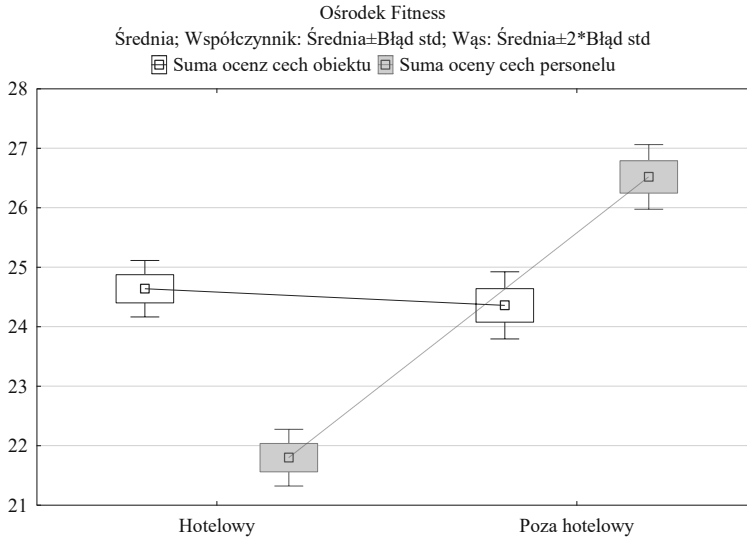 Ośrodek Fitness
Średnia; Współczynnik: Średnia±Błąd std; Wąs: Średnia±2*Błąd std
Suma ocenz cech obiektu Suma oceny cech personelu
28
27
26
25
24
23
22
21
Hotelowy Poza hotelowy